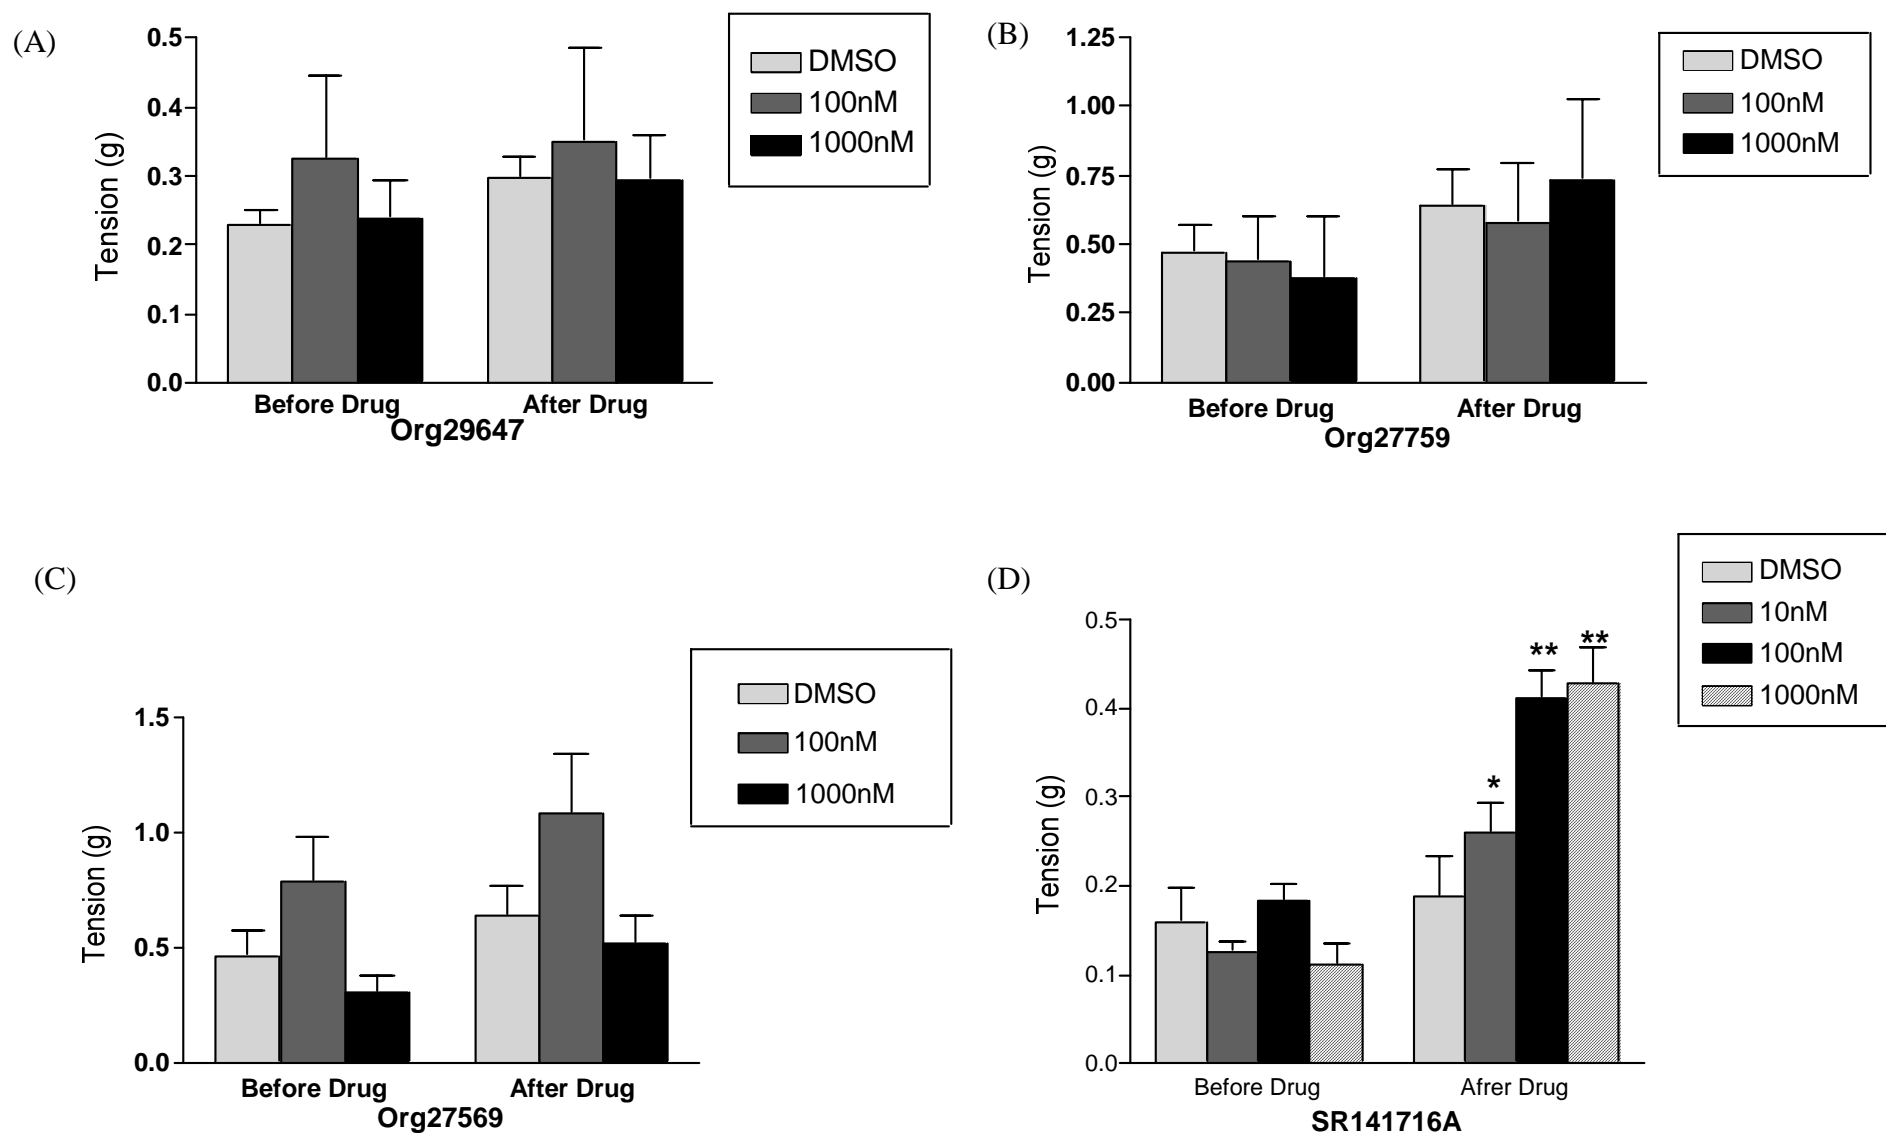 (A)
0.5
0.4
0.3
0.2
0.1
0.0
Tension (g)
DMSO
100nM
1000nM
Before Drug After Drug
Org29647
(B)
1.25
1.00
0.75
0.50
0.25
0.00
Tension (g)
DMSO
100nM
1000nM
Before Drug After Drug
Org27759
(C)
1.5
1.0
0.5
0.0
Tension (g)
DMSO
100nM
1000nM
Before Drug After Drug
Org27569
(D)
0.5
0.4
0.3
0.2
0.1
0.0
Tension (g)
DMSO
10nM
100nM
1000nM
** **
*
Before Drug Afrer Drug
SR141716A